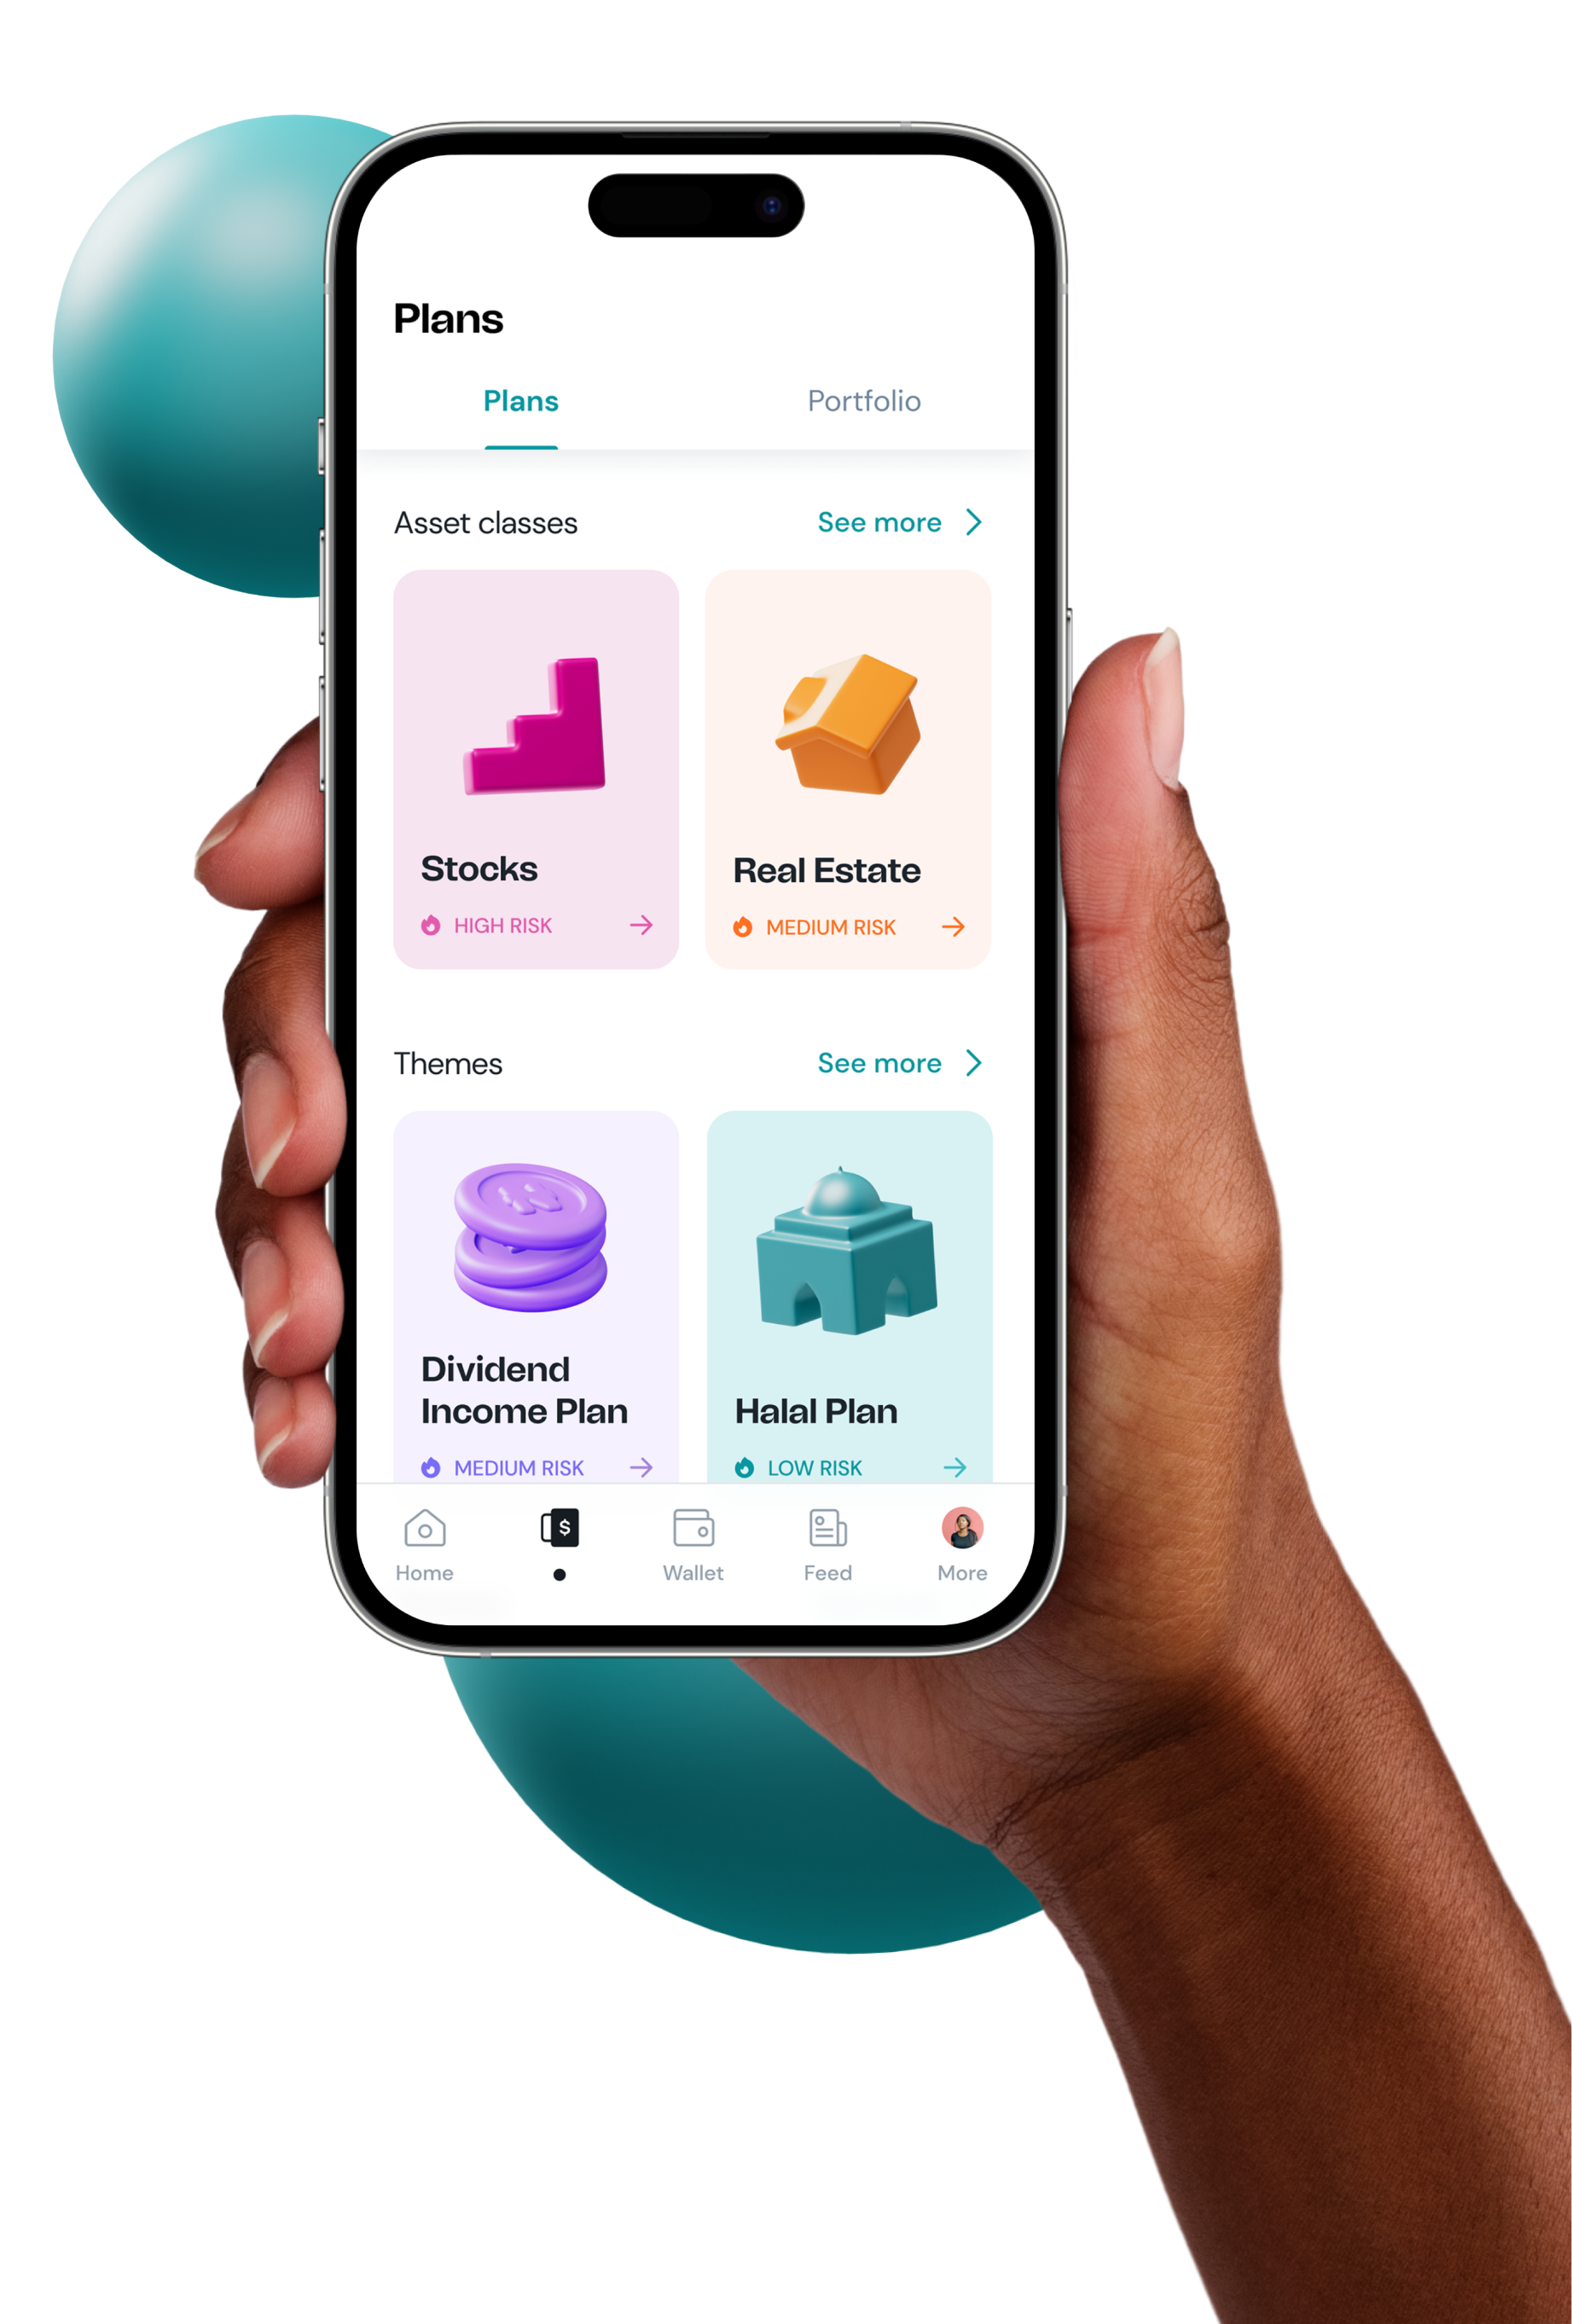 Plans
Plans Portfolio
Asset classes See more
Stocks Real Estate
HIGH RISK MEDIUM RISK
Themes See more
Dividend
Income Plan Halal Plan
MEDIUM RISK LOW RISK
$
Home Wallet Feed More